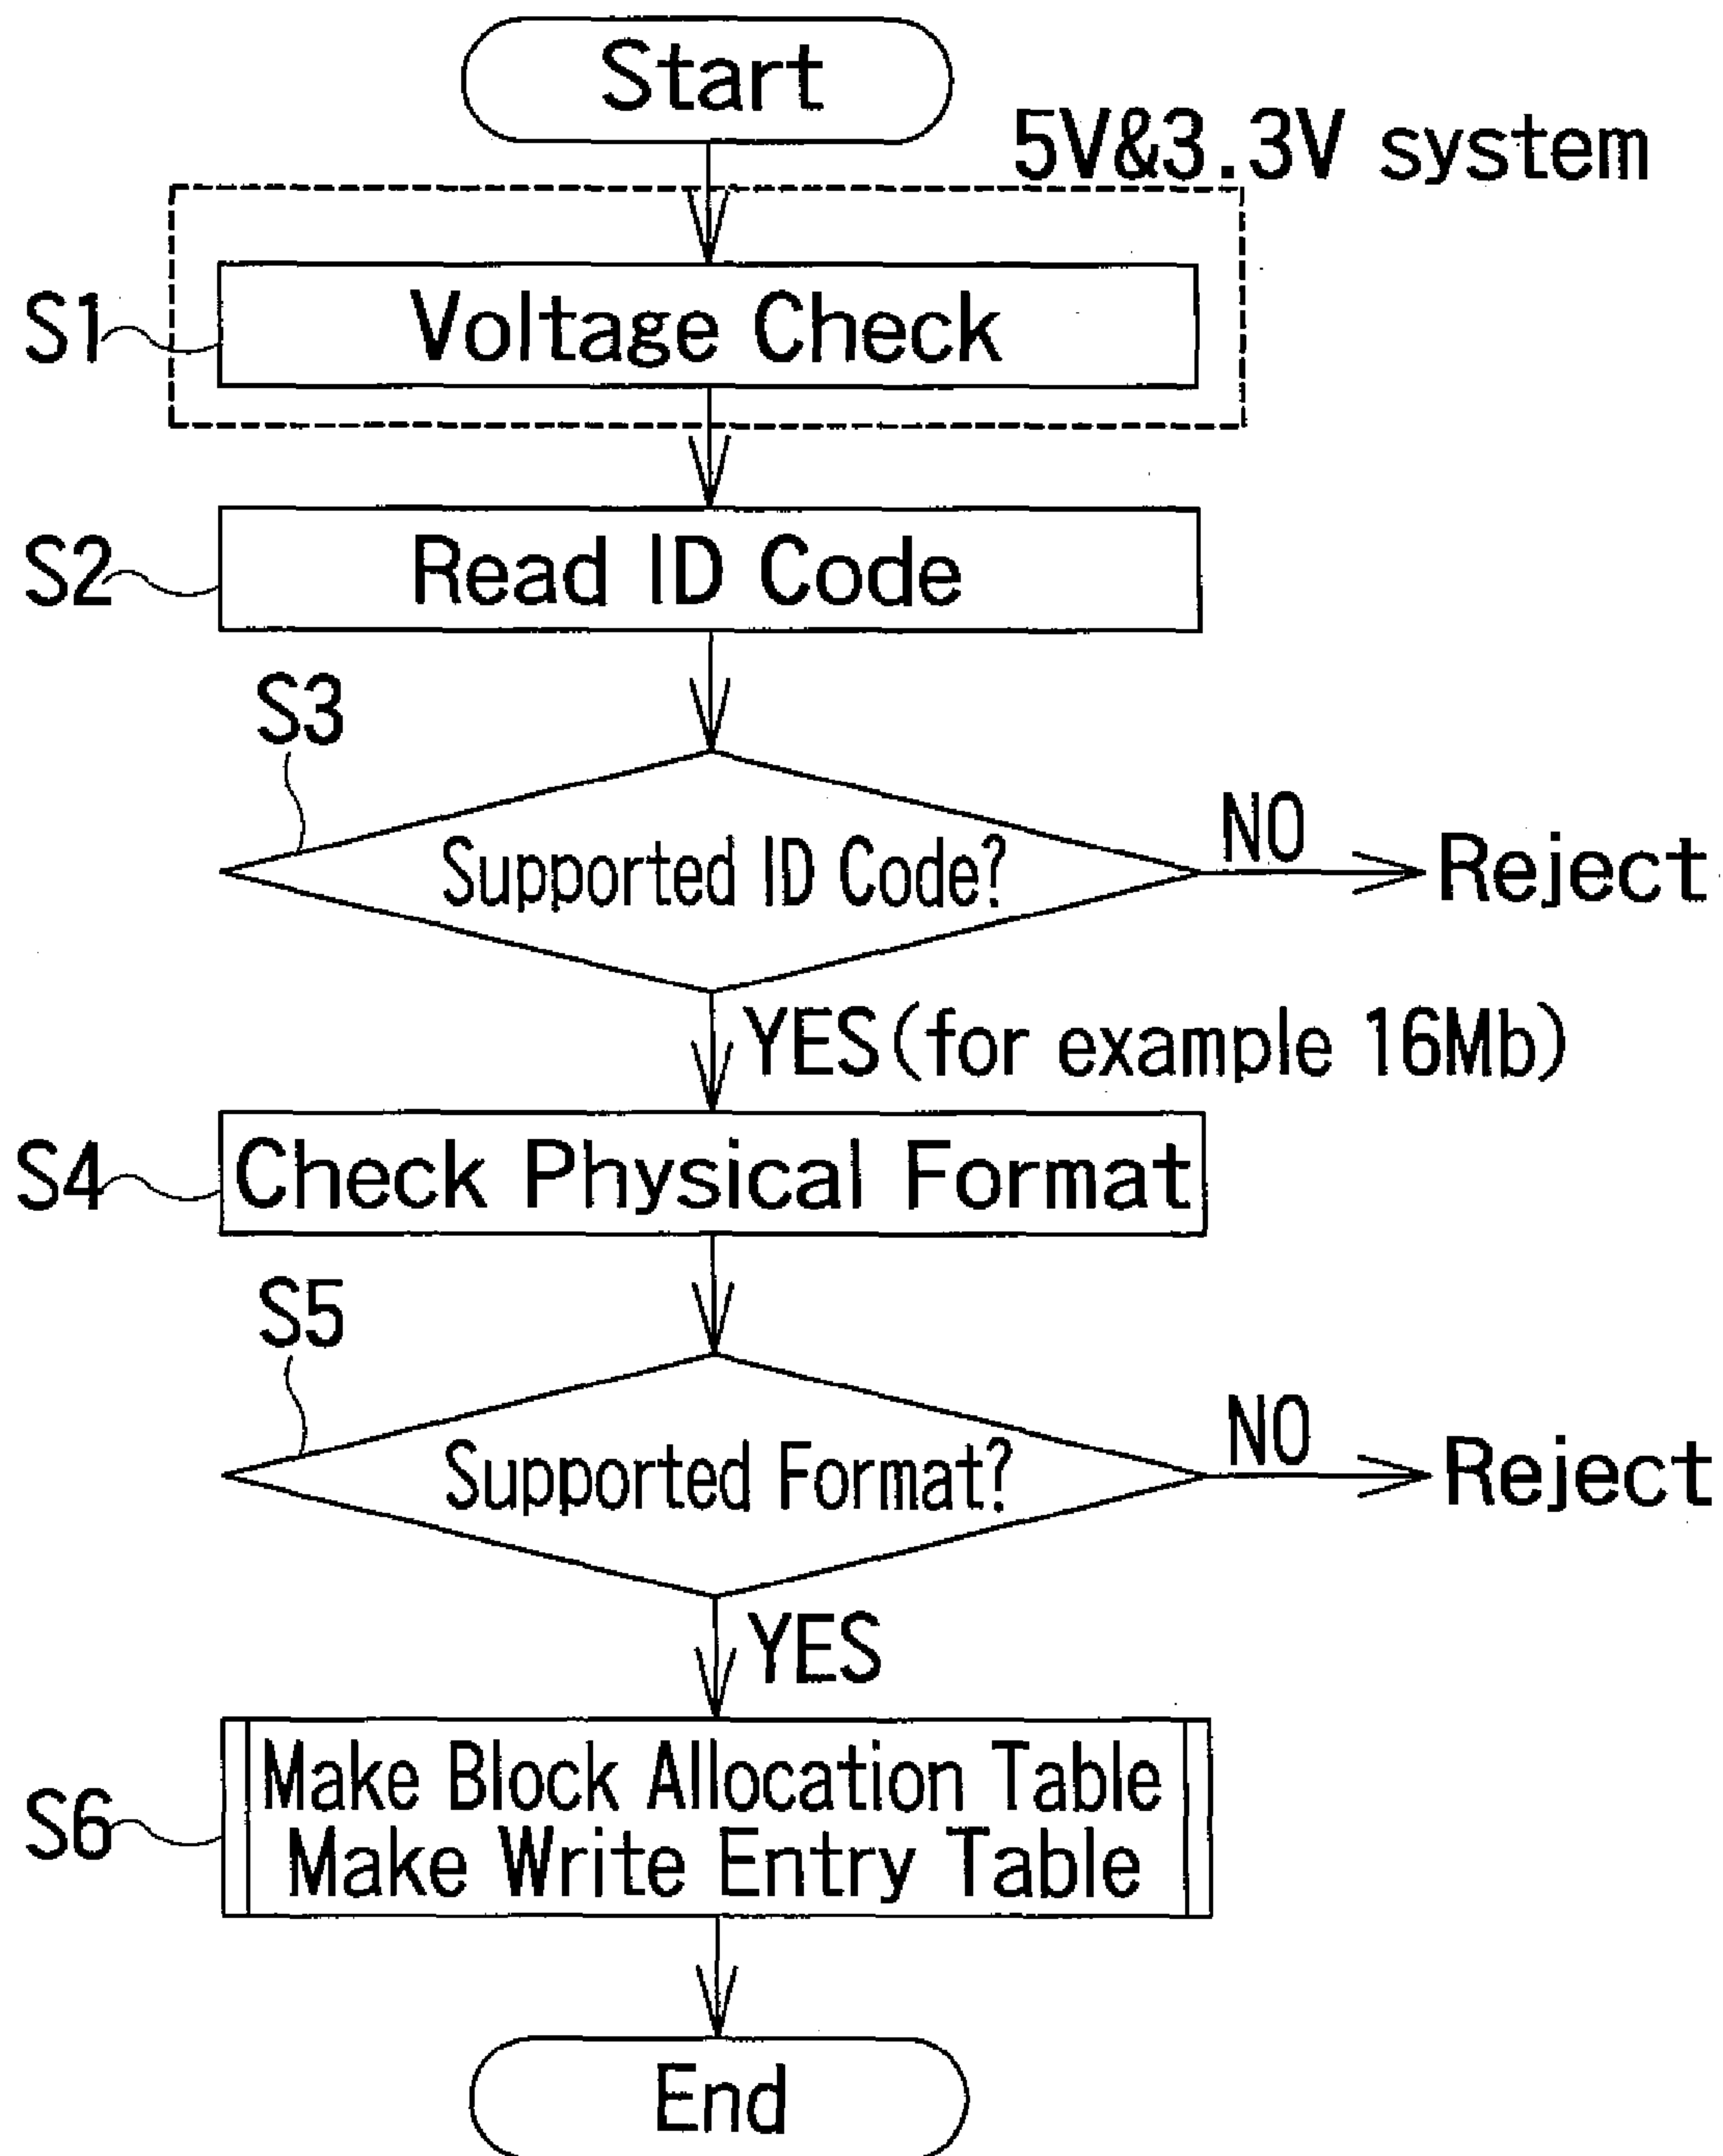 Start
5V&3.3V system
S1
Voltage Check
S2
Read ID Code
S3
Supported ID Code?
NO
Reject
YES(for example 16Mb)
S4
Check Physical Format
S5
Supported Format?
NO
Reject
YES
S6
Make Block Allocation Table
Make Write Entry Table
End